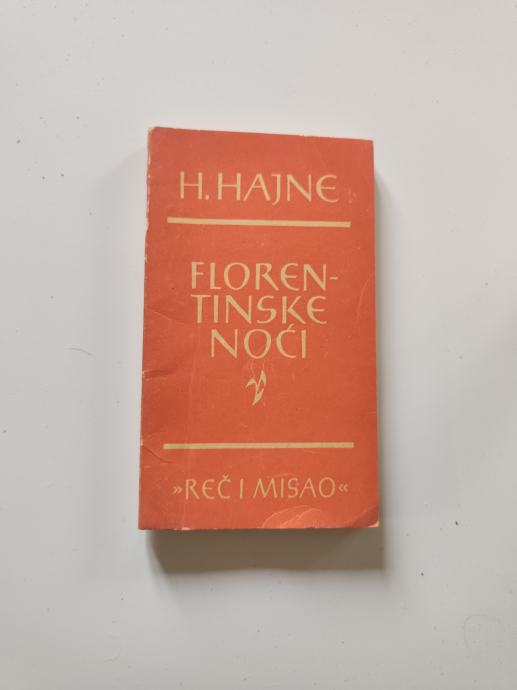 H. HAJNE
FLOREN-
TINSKE
NOĆI
»REČ I MISAO«